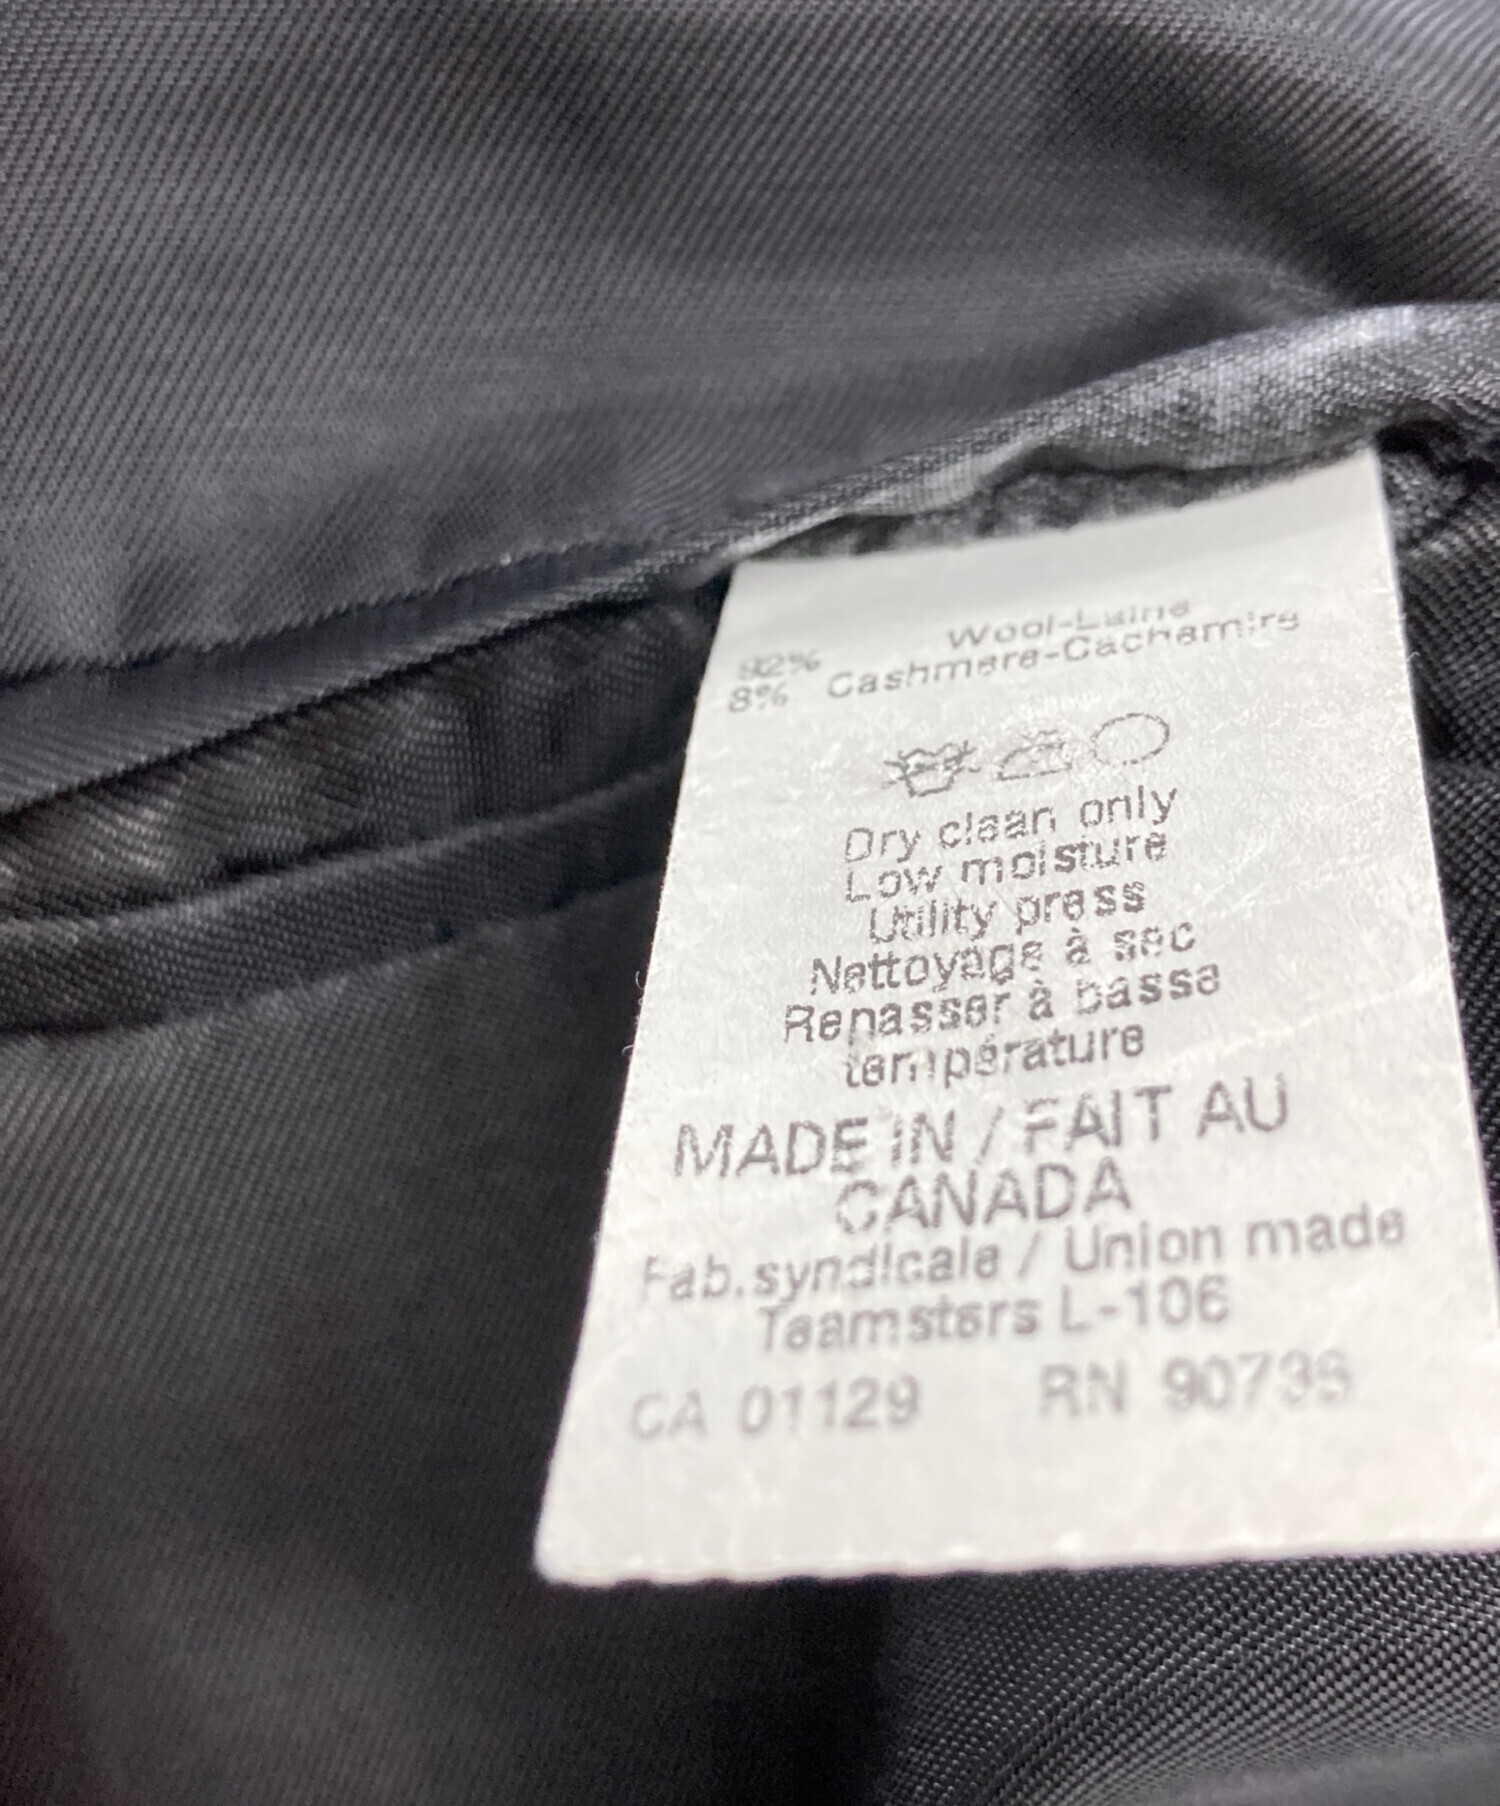 92% Wool-Laine
8% Cashmere-Cachemire
Dry clean only
Low moisture
Utility press
Nettoyage à sec
Repasser à basse
température
MADE IN / FAIT AU
CANADA
Fab.syndicale / Union made
Teamsters L-106
CA 01129 RN